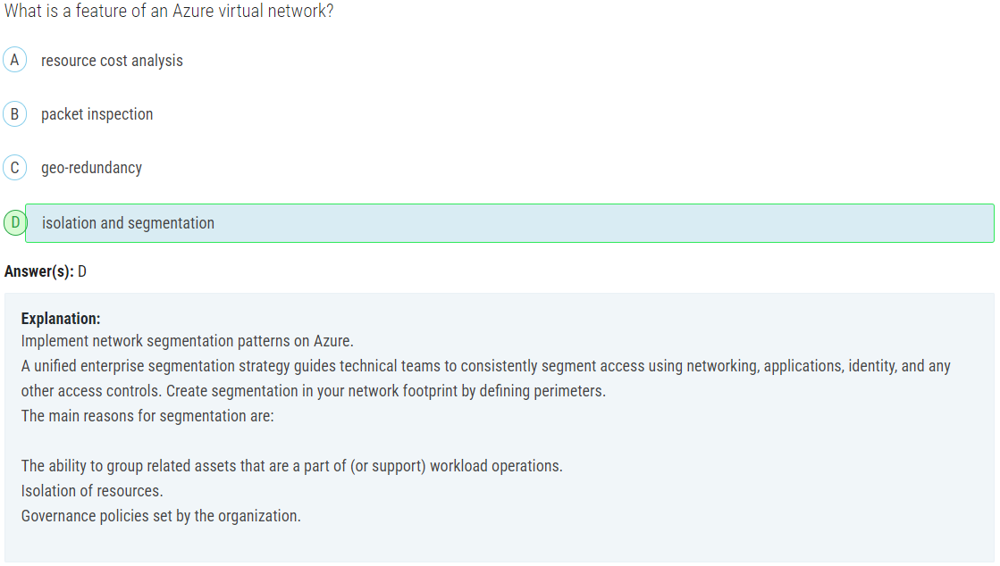 What is a feature of an Azure virtual network?
A resource cost analysis
B packet inspection
C geo-redundancy
D isolation and segmentation
Answer(s): D
Explanation:
Implement network segmentation patterns on Azure.
A unified enterprise segmentation strategy guides technical teams to consistently segment access using networking, applications, identity, and any
other access controls. Create segmentation in your network footprint by defining perimeters.
The main reasons for segmentation are:
The ability to group related assets that are a part of (or support) workload operations.
Isolation of resources.
Governance policies set by the organization.